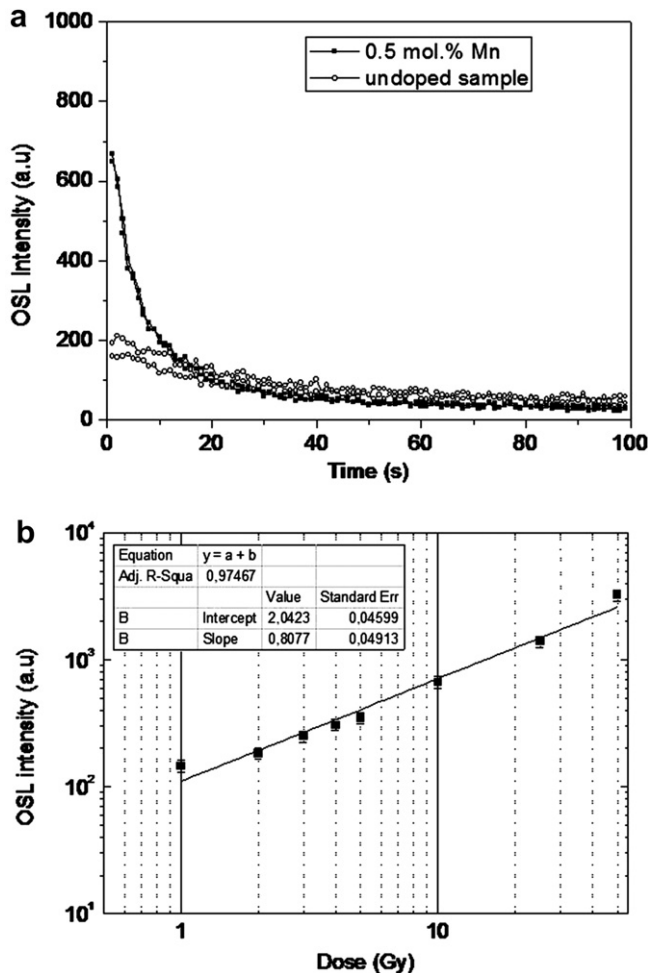 a
1000
800
600
400
200
0
OSL Intensity (a.u)
0.5 mol.% Mn
undoped sample
0 20 40 60 80 100
Time (s)
b
10⁴
10³
10²
10¹
OSL intensity (a.u)
Equation y = a + b
Adj. R-Squa 0,97467
Value Standard Err
B Intercept 2,0423 0,04599
B Slope 0,8077 0,04913
1 10
Dose (Gy)